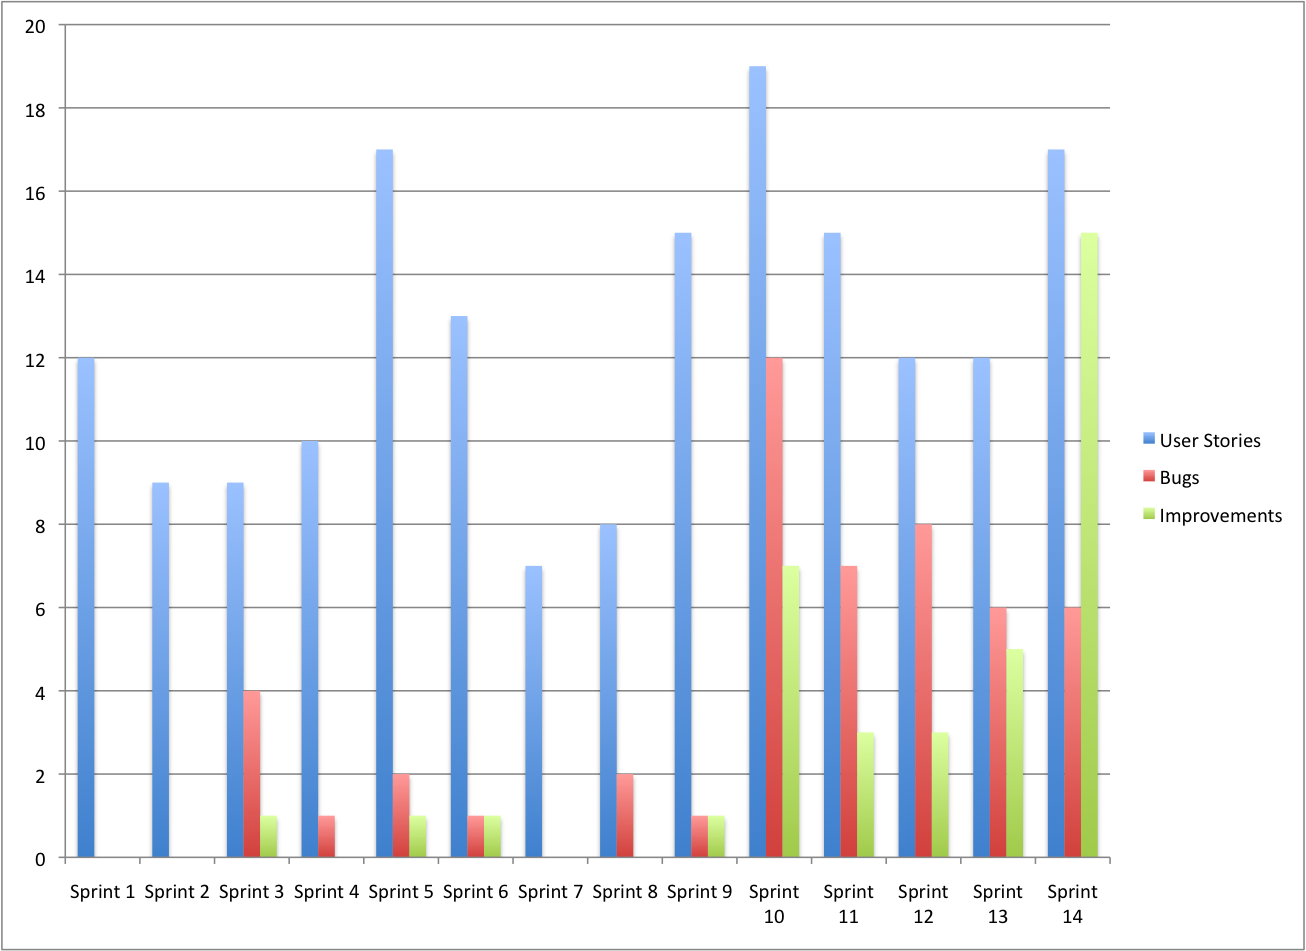 20
18
16
14
12
10
8
6
4
2
0
Sprint 1
Sprint 2
Sprint 3
Sprint 4
Sprint 5
Sprint 6
Sprint 7
Sprint 8
Sprint 9
Sprint
10
Sprint
11
Sprint
12
Sprint
13
Sprint
14
User Stories
Bugs
Improvements